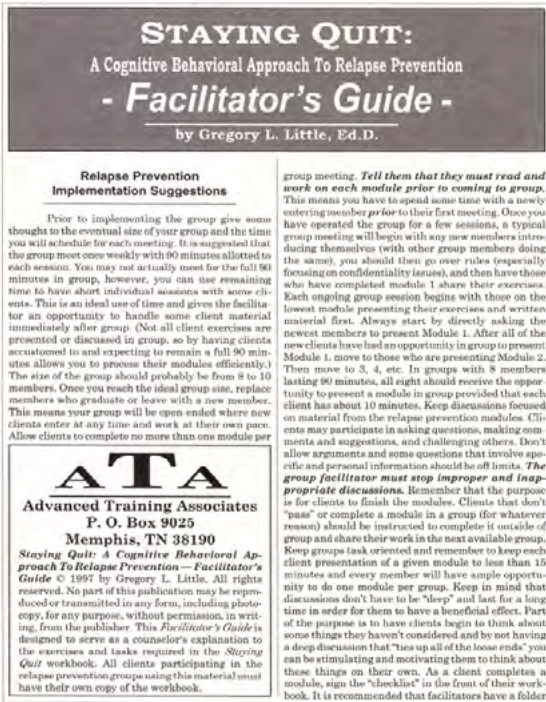 STAYING QUIT:
A Cognitive Behavioral Approach To Relapse Prevention
- Facilitator's Guide -
by Gregory L. Little, Ed.D.
Relapse Prevention
Implementation Suggestions
Prior to implementing the group give some
thought to the eventual size of your group and the time
you will schedule for each meeting. It is suggested that
the group meet once weekly with 90 minutes allotted to
each session. You may not actually meet for the full 90
minutes in group, however, you can use remaining
time to have short individual sessions with some cli-
ents. This is an ideal use of time and gives the facilita-
tor an opportunity to handle some client material
immediately after group. (Not all client exercises are
presented or discussed in group, so by having clients
accustomed to and expecting to remain a full 90 min-
utes allows you to process their modules efficiently.)
The size of the group should probably be from 8 to 10
members. Once you reach the ideal group size, replace
members who graduate or leave with a new member.
This means your group will be open-ended where new
clients enter at any time and work at their own pace.
Allow clients to complete no more than one module per
ATA
Advanced Training Associates
P. O. Box 9025
Memphis, TN 38190
Staying Quit: A Cognitive Behavioral Ap-
proach To Relapse Prevention — Facilitator's
Guide © 1997 by Gregory L. Little. All rights
reserved. No part of this publication may be repro-
duced or transmitted in any form, including photo-
copy, for any purpose, without permission, in writ-
ing, from the publisher. This Facilitator's Guide is
designed to serve as a counselor's explanation to
the exercises and tasks required in the Staying
Quit workbook. All clients participating in the
relapse prevention groups using this material must
have their own copy of the workbook.
group meeting. Tell them that they must read and
work on each module prior to coming to group.
This means you have to spend some time with a newly
entering member prior to their first meeting. Once you
have operated the group for a few sessions, a typical
group meeting will begin with any new members intro-
ducing themselves (with other group members doing
the same), you should then go over rules (especially
focusing on confidentiality issues), and then have those
who have completed module 1 share their exercises.
Each ongoing group session begins with those on the
lowest module presenting their exercises and written
material first. Always start by directly asking the
newest members to present Module 1. After all of the
new clients have had an opportunity in group to present
Module 1, move to those who are presenting Module 2.
Then move to 3, 4, etc. In groups with 8 members
lasting 90 minutes, all eight should receive the oppor-
tunity to present a module in group provided that each
client has about 10 minutes. Keep discussions focused
on material from the relapse prevention modules. Cli-
ents may participate in asking questions, making com-
ments and suggestions, and challenging others. Don't
allow arguments and some questions that involve spe-
cific and personal information should be off limits. The
group facilitator must stop improper and inap-
propriate discussions. Remember that the purpose
is for clients to finish the modules. Clients that don't
"pass" or complete a module in a group (for whatever
reason) should be instructed to complete it outside of
group and share their work in the next available group.
Keep groups task oriented and remember to keep each
client presentation of a given module to less than 15
minutes and every member will have ample opportu-
nity to do one module per group. Keep in mind that
discussions don't have to be "deep" and last for a long
time in order for them to have a beneficial effect. Part
of the purpose is to have clients begin to think about
some things they haven't considered and by not having
a deep discussion that "ties up all of the loose ends" you
can be stimulating and motivating them to think about
these things on their own. As a client completes a
module, sign the "checklist" in the front of their work-
book. It is recommended that facilitators have a folder